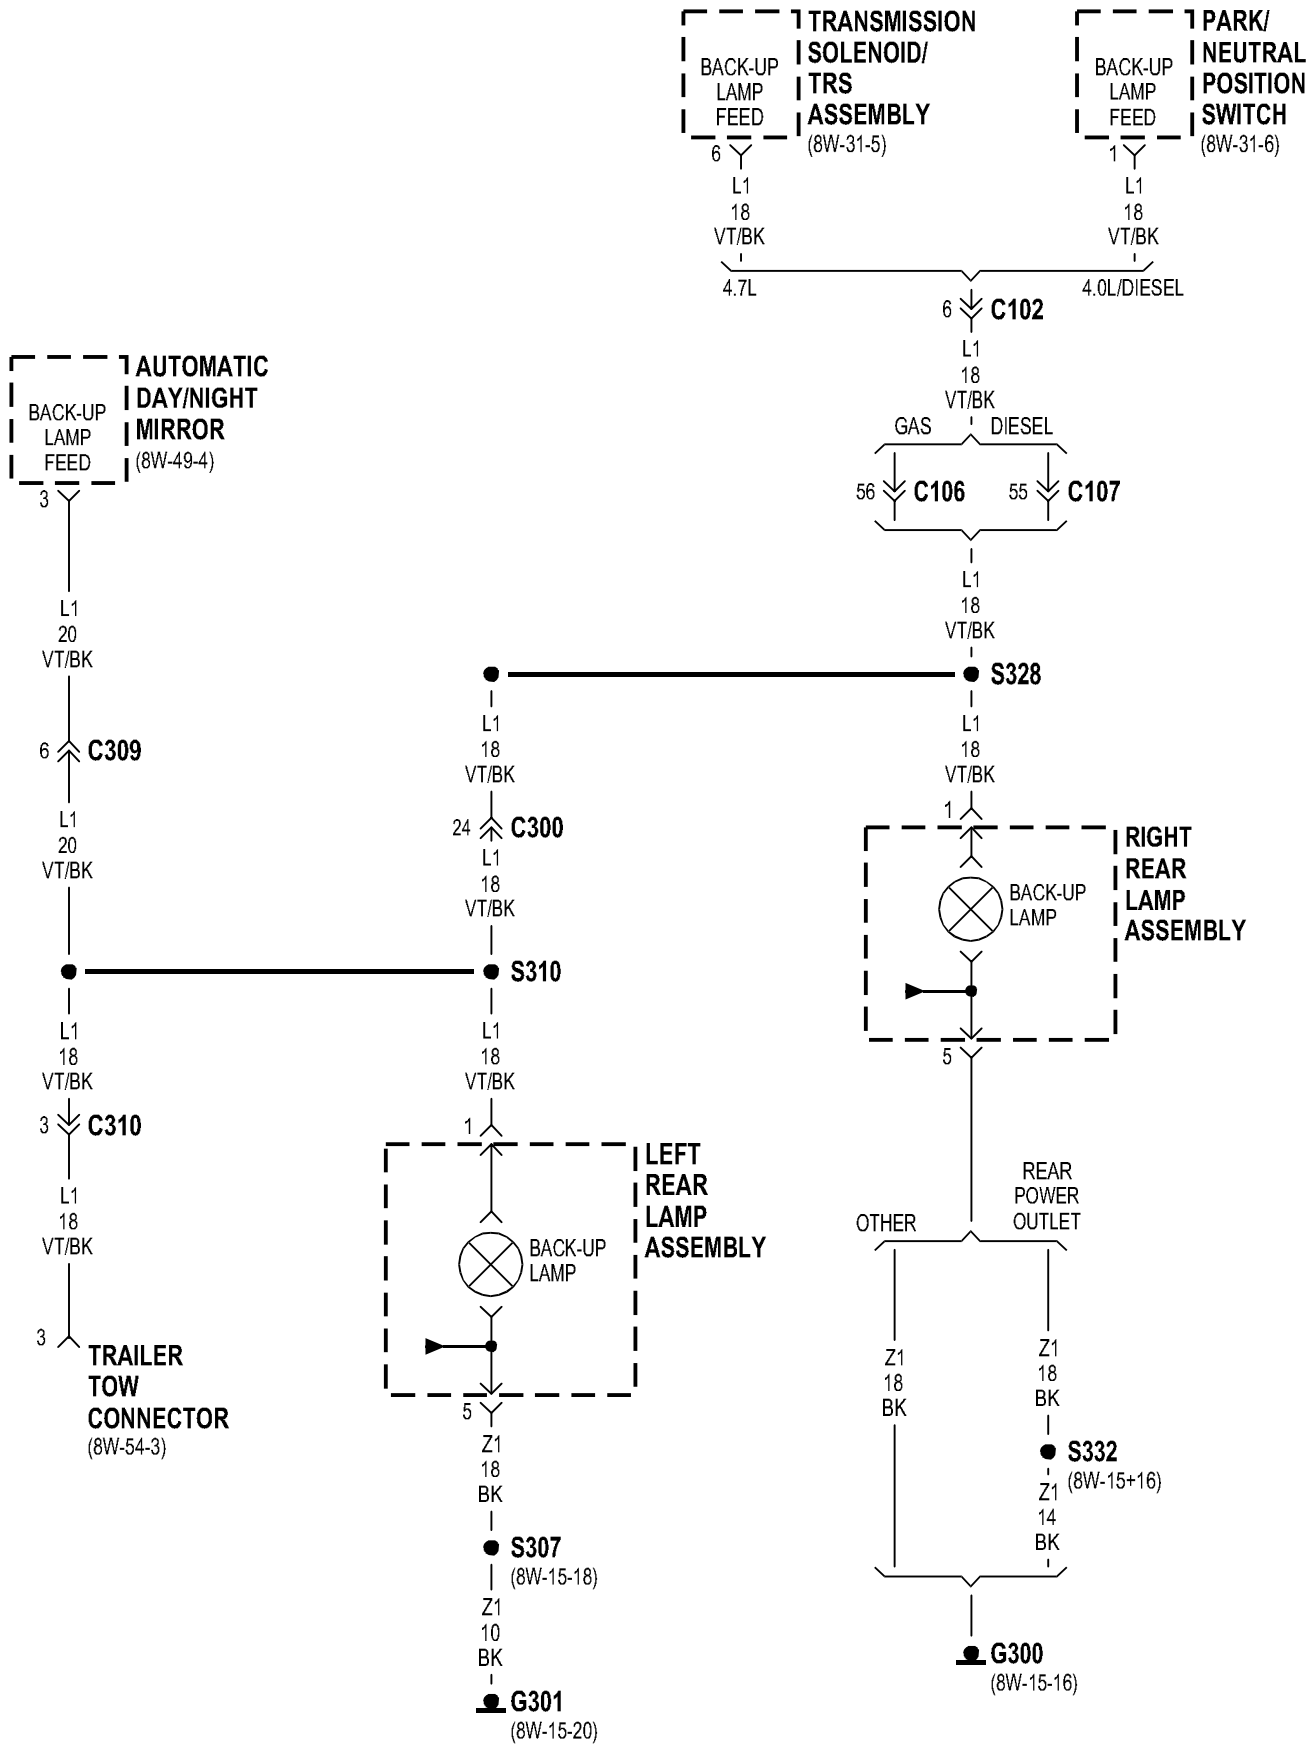 TRANSMISSION
SOLENOID/
TRS
ASSEMBLY
(8W-31-5)
BACK-UP
LAMP
FEED
6
L1
18
VT/BK
4.7L
PARK/
NEUTRAL
POSITION
SWITCH
(8W-31-6)
BACK-UP
LAMP
FEED
1
L1
18
VT/BK
4.0L/DIESEL
6 C102
L1
18
VT/BK
GAS DIESEL
56 C106 55 C107
L1
18
VT/BK
S328
AUTOMATIC
DAY/NIGHT
MIRROR
(8W-49-4)
BACK-UP
LAMP
FEED
3
L1
20
VT/BK
6 C309
L1
20
VT/BK
L1
18
VT/BK
3 C310
L1
18
VT/BK
3
TRAILER
TOW
CONNECTOR
(8W-54-3)
L1
18
VT/BK
24 C300
L1
18
VT/BK
S310
L1
18
VT/BK
1
LEFT
REAR
LAMP
ASSEMBLY
BACK-UP
LAMP
5
Z1
18
BK
S307
(8W-15-18)
Z1
10
BK
G301
(8W-15-20)
L1
18
VT/BK
1
RIGHT
REAR
LAMP
ASSEMBLY
BACK-UP
LAMP
5
OTHER
REAR
POWER
OUTLET
Z1
18
BK
Z1
18
BK
S332
(8W-15+16)
Z1
14
BK
G300
(8W-15-16)